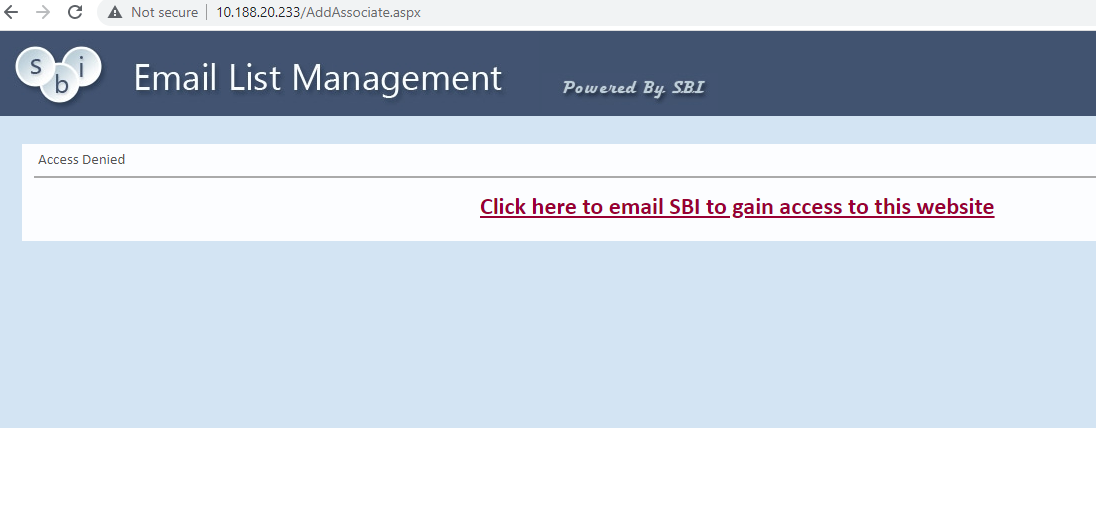 Not secure | 10.188.20.233/AddAssociate.aspx
sbi Email List Management Powered By SBI
Access Denied
Click here to email SBI to gain access to this website